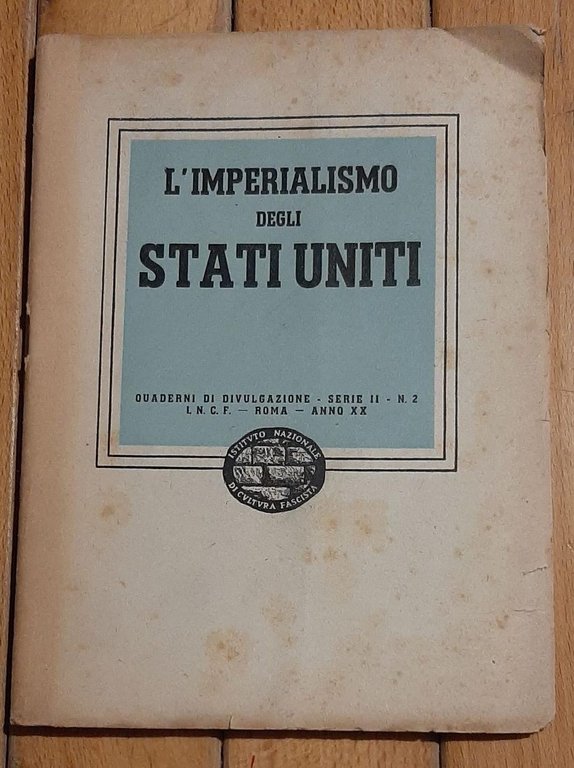 L'IMPERIALISMO
DEGLI
STATI UNITI
QUADERNI DI DIVULGAZIONE - SERIE II - N. 2
I. N. C. F. — ROMA — ANNO XX
ISTITVTO NAZIONALE
DI CVLTVRA FASCISTA